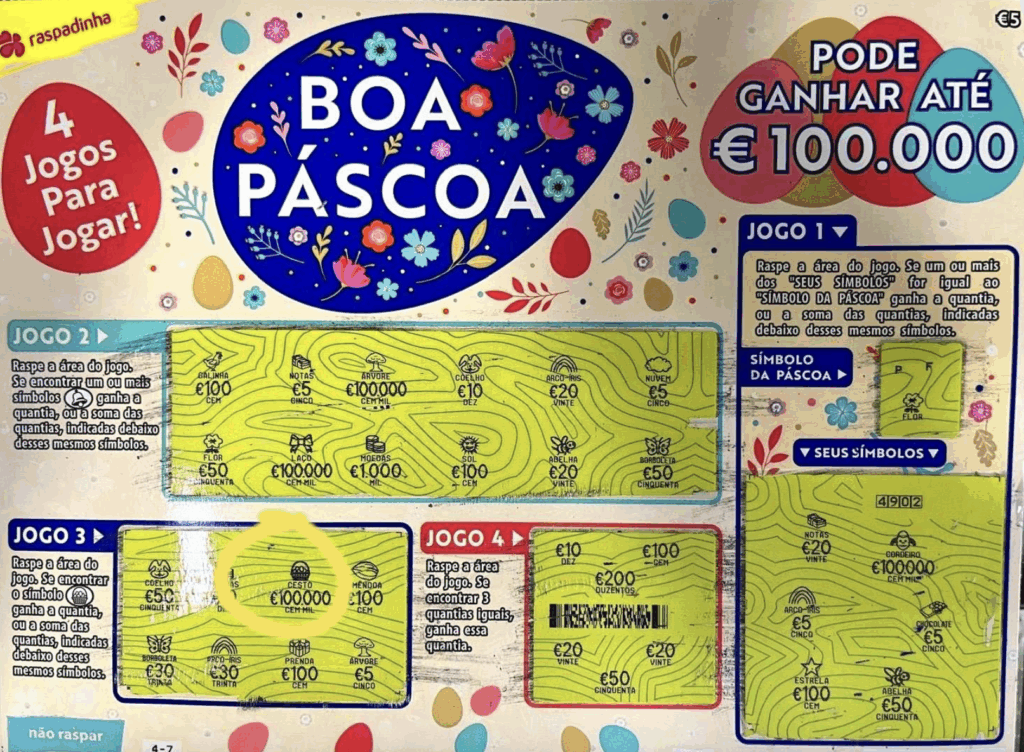 raspadinha
€5
4
Jogos
Para
Jogar!
BOA
PÁSCOA
PODE
GANHAR ATÉ
€100.000
JOGO 1
Raspe a área do jogo. Se um ou mais
dos "SEUS SÍMBOLOS" for igual ao
"SÍMBOLO DA PÁSCOA" ganha a quantia,
ou a soma das quantias, indicadas
debaixo desses mesmos símbolos.
SÍMBOLO
DA PÁSCOA
P F
FLOR
SEUS SÍMBOLOS
4902
NOTAS
€20
VINTE
CORDEIRO
€100000
CEM MIL
ARCO-IRIS
€5
CINCO
CHOCOLATE
€5
CINCO
ESTRELA
€100
CEM
ABELHA
€50
CINQUENTA
JOGO 2
Raspe a área do jogo.
Se encontrar um ou mais
símbolos ganha a
quantia, ou a soma das
quantias, indicadas debaixo
desses mesmos símbolos.
GALINHA NOTAS ÁRVORE COELHO ARCO-IRIS NUVEM
€100 €5 €100000 €10 €20 €5
CEM CINCO CEM MIL DEZ VINTE CINCO
FLOR LAÇO MOEDAS SOL ABELHA BORBOLETA
€50 €100000 €1.000 €100 €20 €50
CINQUENTA CEM MIL MIL CEM VINTE CINQUENTA
JOGO 3
Raspe a área do
jogo. Se encontrar
o símbolo
ganha a quantia,
ou a soma das
quantias, indicadas
debaixo desses
mesmos símbolos.
COELHO CESTO
€50 €100000 €100
CINQUENTA CEM MIL CEM
BORBOLETA ARCO-IRIS PRENDA ÁRVORE
€30 €30 €100 €5
TRINTA TRINTA CEM CINCO
JOGO 4
Raspe a área
do jogo. Se
encontrar 3
quantias iguais,
ganha essa
quantia.
€10 €100
DEZ CEM
€200
DUZENTOS
€20 €20
VINTE VINTE
€50
CINQUENTA
não raspar
4-7